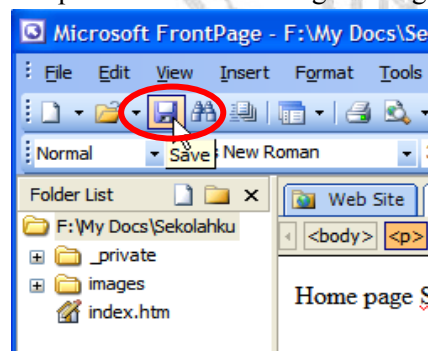 Microsoft FrontPage - F:\My Docs\Se
File Edit View Insert Format Tools
Normal Save New Roman
Folder List Web Site
F:\My Docs\Sekolahku <body> <p>
_private
images
index.htm
Home page S